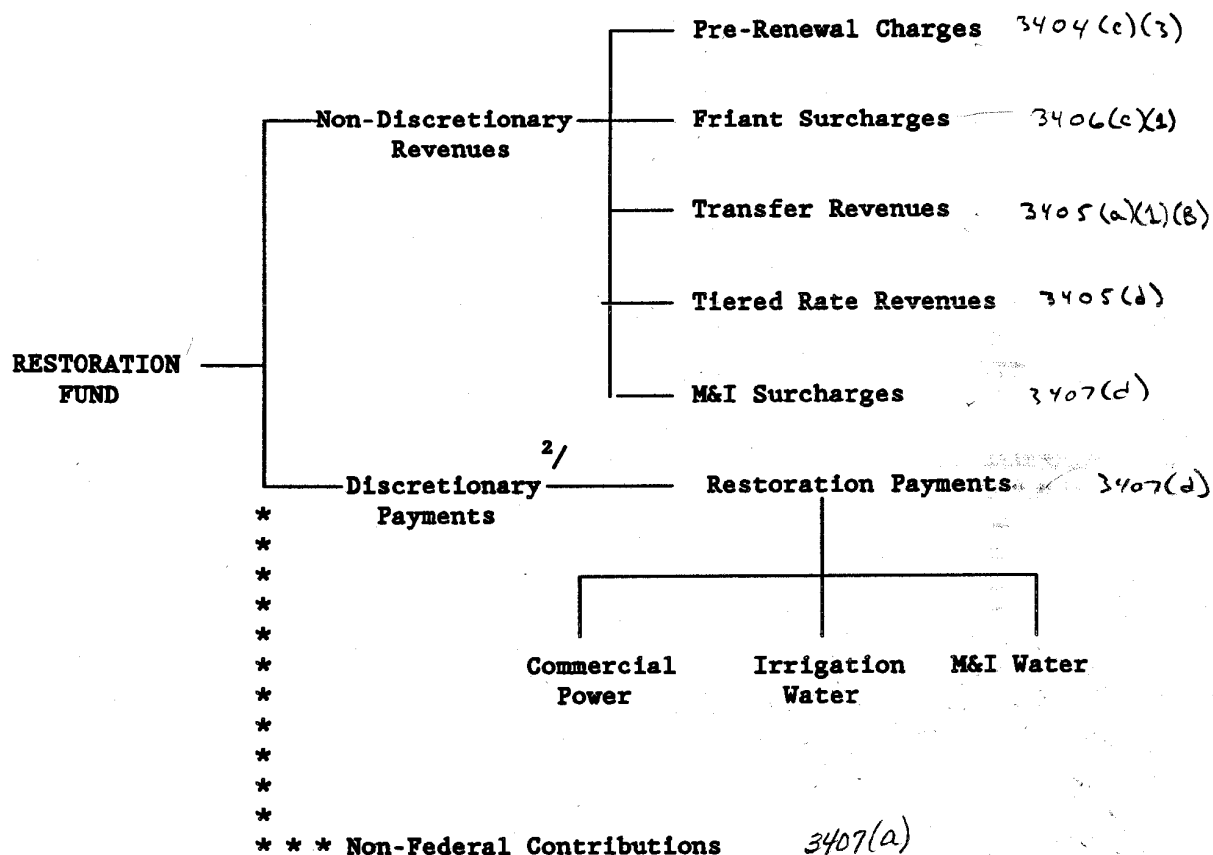 Pre-Renewal Charges 3404(c)(3)
Non-Discretionary
Revenues
Friant Surcharges 3406(c)(1)
Transfer Revenues 3405(a)(1)(B)
Tiered Rate Revenues 3405(d)
RESTORATION
FUND
M&I Surcharges 3407(d)
Discretionary 2/
Payments
Restoration Payments 3407(d)
*
*
*
*
*
*
*
*
*
*
*
Commercial
Power
Irrigation
Water
M&I Water
* * * Non-Federal Contributions 3407(a)